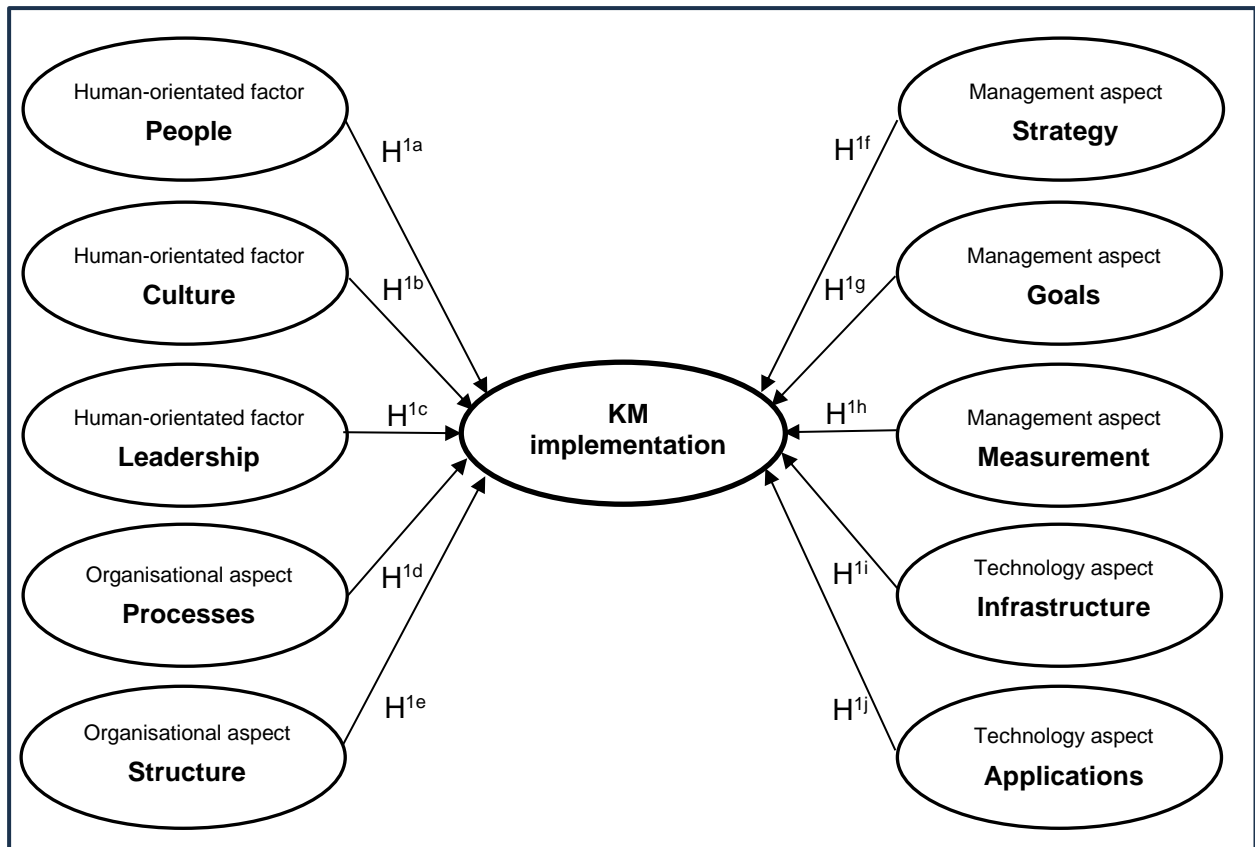 Human-orientated factor
People
H1a
Human-orientated factor
Culture
H1b
Human-orientated factor
Leadership
H1c
Organisational aspect
Processes
H1d
Organisational aspect
Structure
H1e
KM
implementation
Management aspect
Strategy
H1f
Management aspect
Goals
H1g
Management aspect
Measurement
H1h
Technology aspect
Infrastructure
H1i
Technology aspect
Applications
H1j